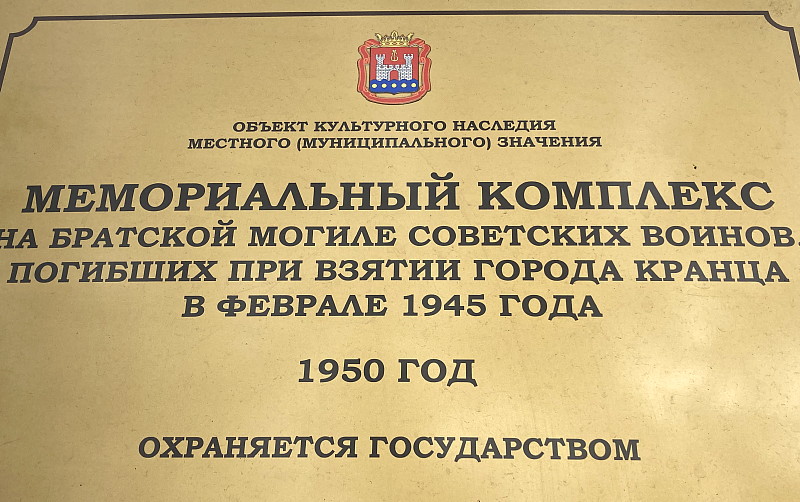 ОБЪЕКТ КУЛЬТУРНОГО НАСЛЕДИЯ
МЕСТНОГО (МУНИЦИПАЛЬНОГО) ЗНАЧЕНИЯ
МЕМОРИАЛЬНЫЙ КОМПЛЕКС
НА БРАТСКОЙ МОГИЛЕ СОВЕТСКИХ ВОИНОВ,
ПОГИБШИХ ПРИ ВЗЯТИИ ГОРОДА КРАНЦА
В ФЕВРАЛЕ 1945 ГОДА
1950 ГОД
ОХРАНЯЕТСЯ ГОСУДАРСТВОМ